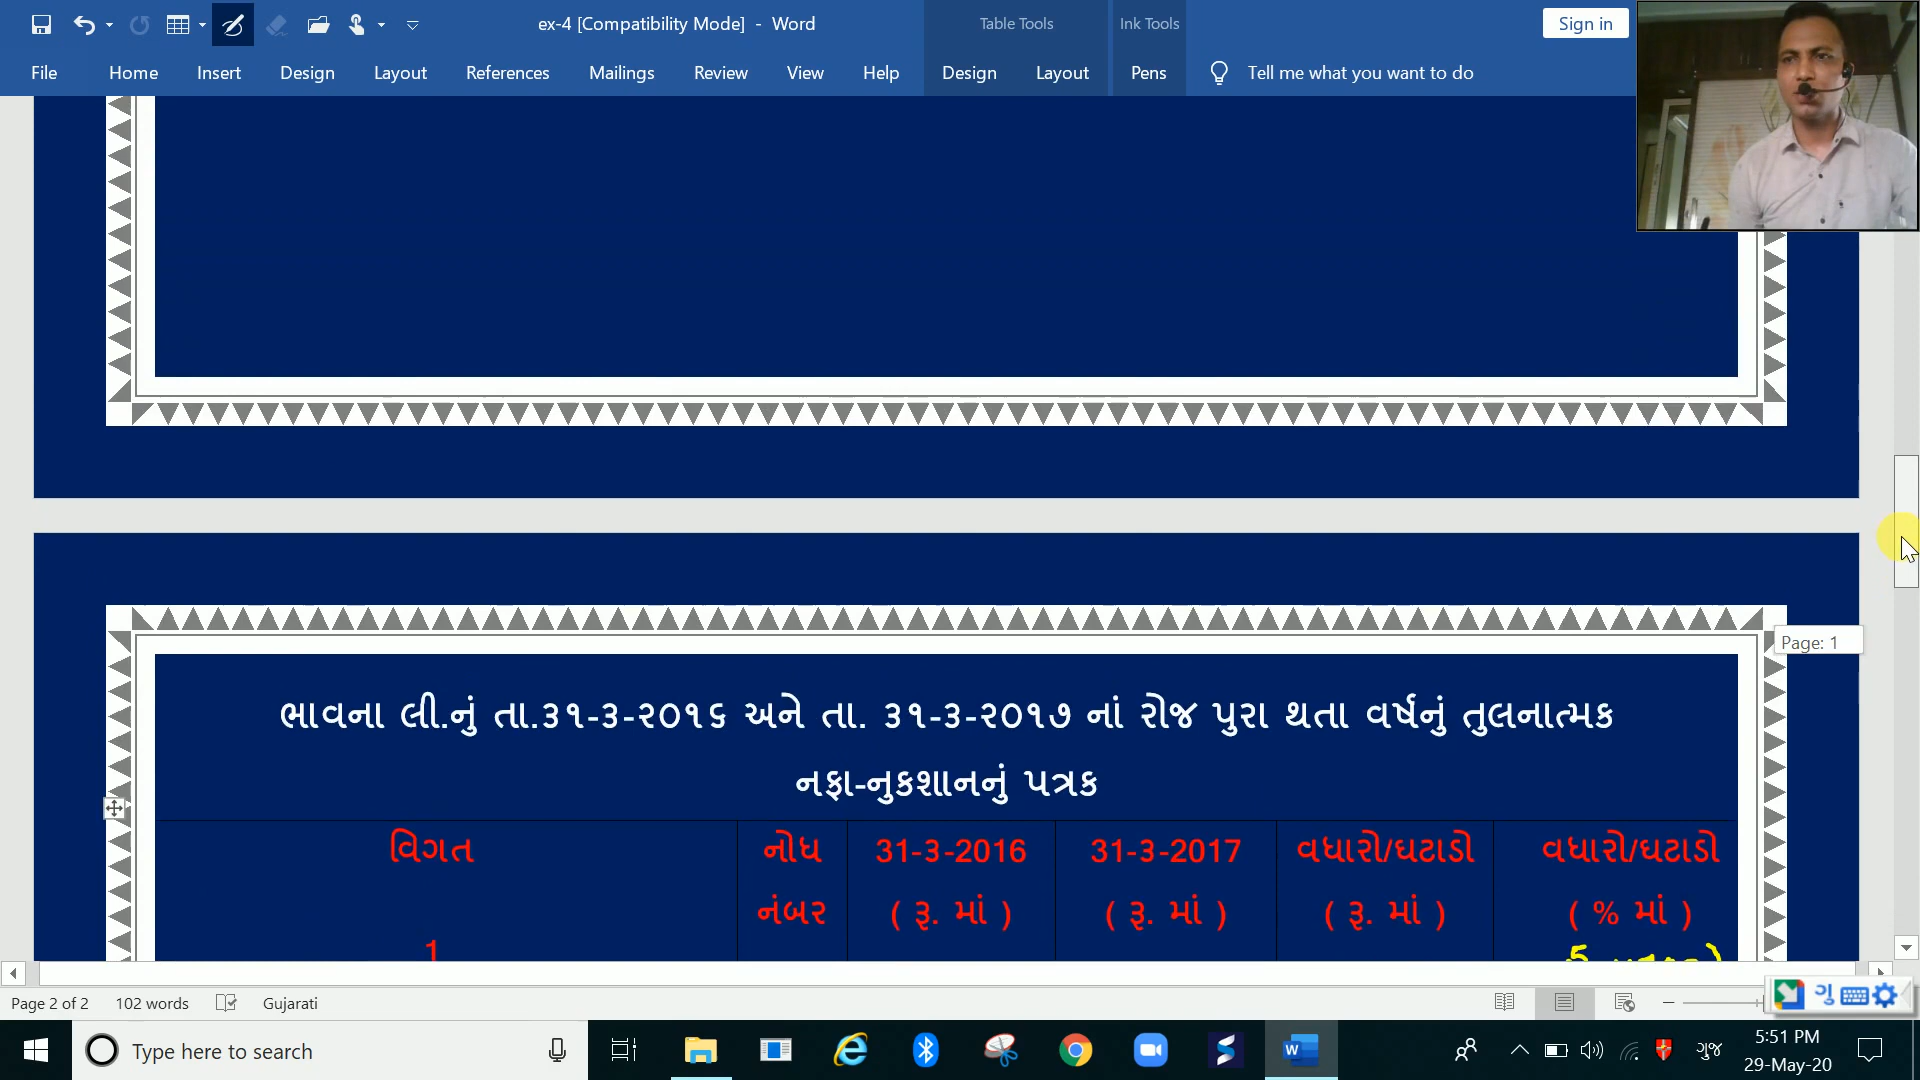 ex-4 [Compatibility Mode] - Word
Table Tools
Ink Tools
Sign in
File Home Insert Design Layout References Mailings Review View Help Design Layout Pens Tell me what you want to do
Page: 1
ભાવના લી.નું તા.૩૧-૩-૨૦૧૬ અને તા. ૩૧-૩-૨૦૧૭ નાં રોજ પુરા થતા વર્ષનું તુલનાત્મક
નફા-નુકશાનનું પત્રક
વિગત નોધ 31-૩-2016 31-૩-2017 વધારો/ઘટાડો વધારો/ઘટાડો
નંબર ( રૂ. માં ) ( રૂ. માં ) ( રૂ. માં ) ( % માં )
1
Page 2 of 2 102 words Gujarati
ગુ
Type here to search
ગુજ
5:51 PM
29-May-20